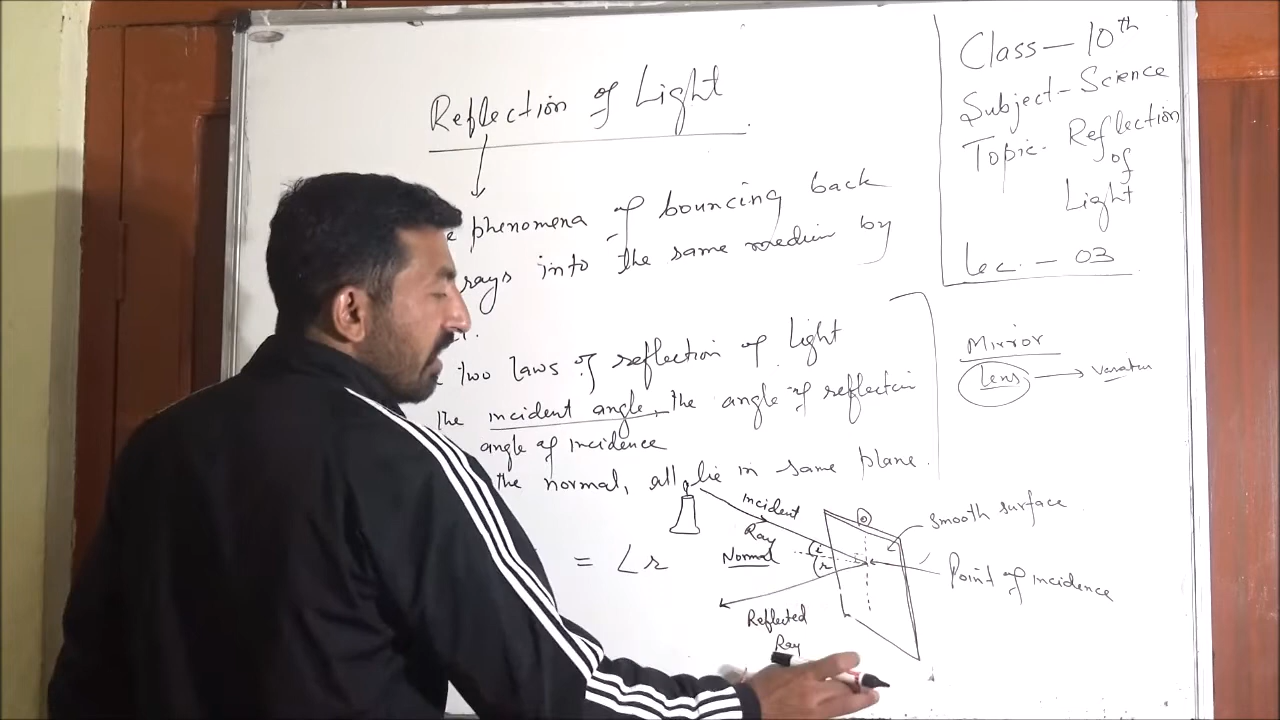 Reflection of Light
phenomena of bouncing back
rays into the same medium by
two laws of reflection of light
the incident angle, the angle of reflection
angle of incidence
the normal, all lie in same plane.
= ∠r
incident
Ray
Normal
i
r
Reflected
Ray
O
smooth surface
Point of incidence
Class - 10th
Subject - Science
Topic - Reflection
of
Light
Lec. - 03
Mirror
Lens